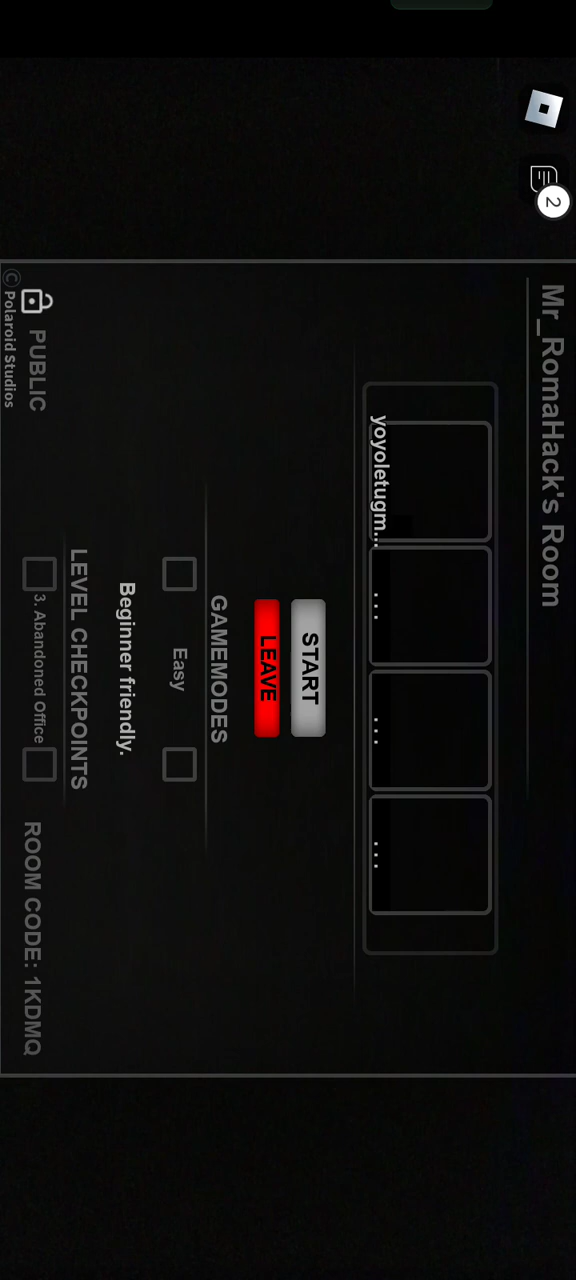 2
Mr_RomaHack's Room
yoyoletugm...
...
...
...
START
LEAVE
GAMEMODES
Easy
Beginner friendly.
LEVEL CHECKPOINTS
3. Abandoned Office
PUBLIC
ROOM CODE: 1KDMQ
© Polaroid Studios